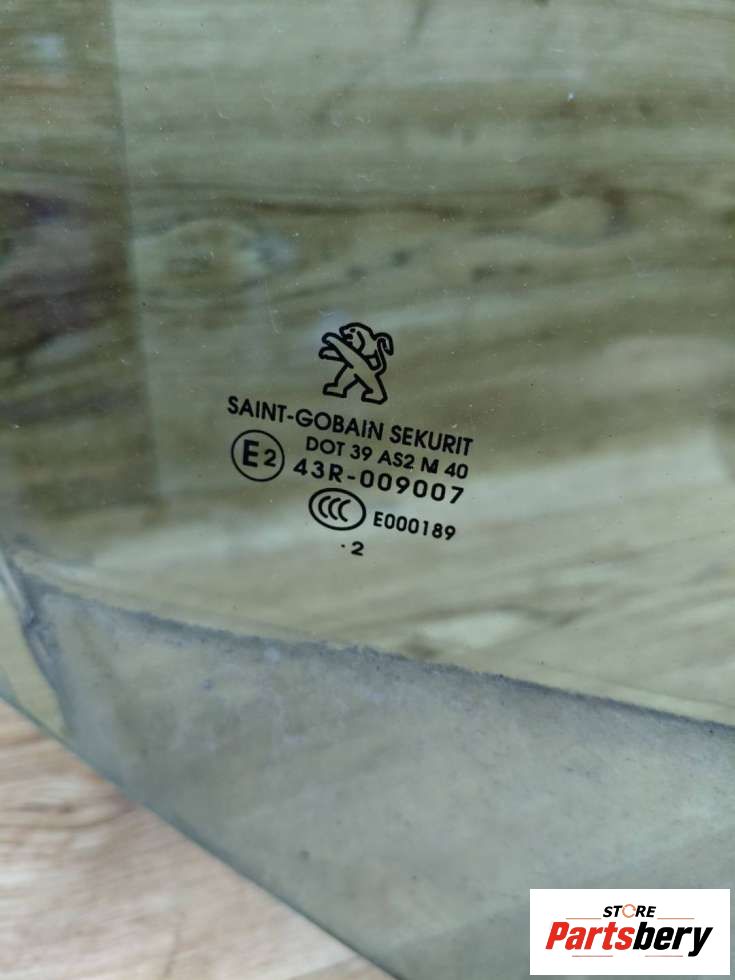 SAINT-GOBAIN SEKURIT
DOT 39 AS2 M 40
E2 43R-009007
CCC E000189
·2
STORE
Partsbery